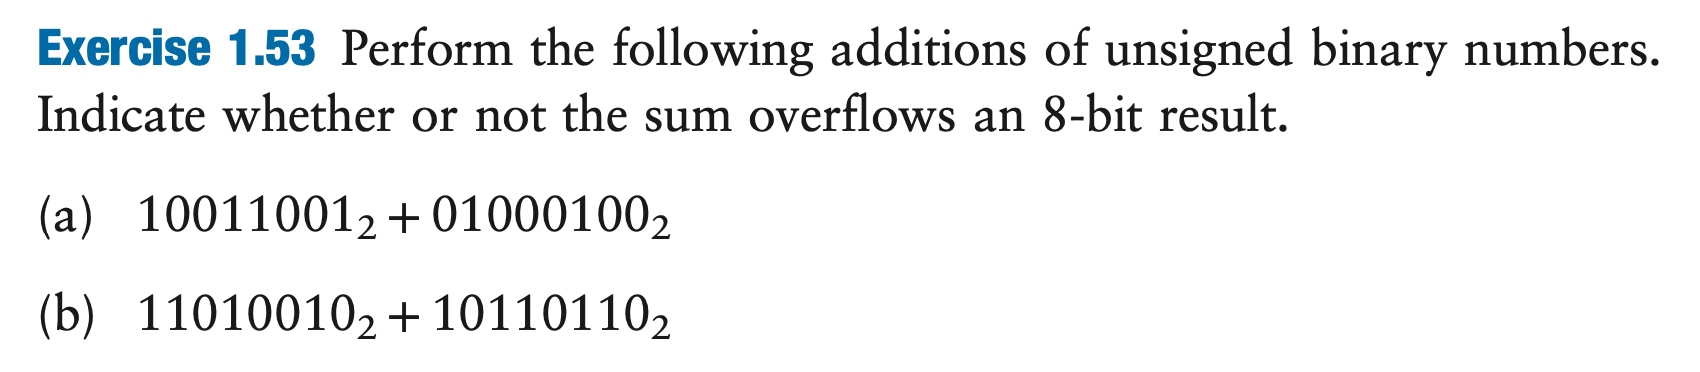 Exercise 1.53 Perform the following additions of unsigned binary numbers.
Indicate whether or not the sum overflows an 8-bit result.
(a) 10011001₂ + 01000100₂
(b) 11010010₂ + 10110110₂